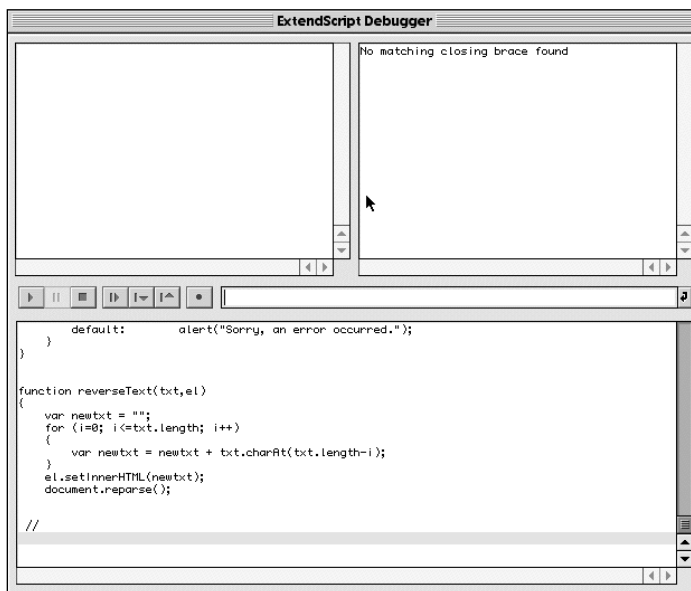 ExtendScript Debugger
No matching closing brace found
default: alert("Sorry, an error occurred.");
}
}
function reverseText(txt,el)
{
var newtxt = "";
for (i=0; i<=txt.length; i++)
{
var newtxt = newtxt + txt.charAt(txt.length-i);
}
el.setInnerHTML(newtxt);
document.reparse();
//